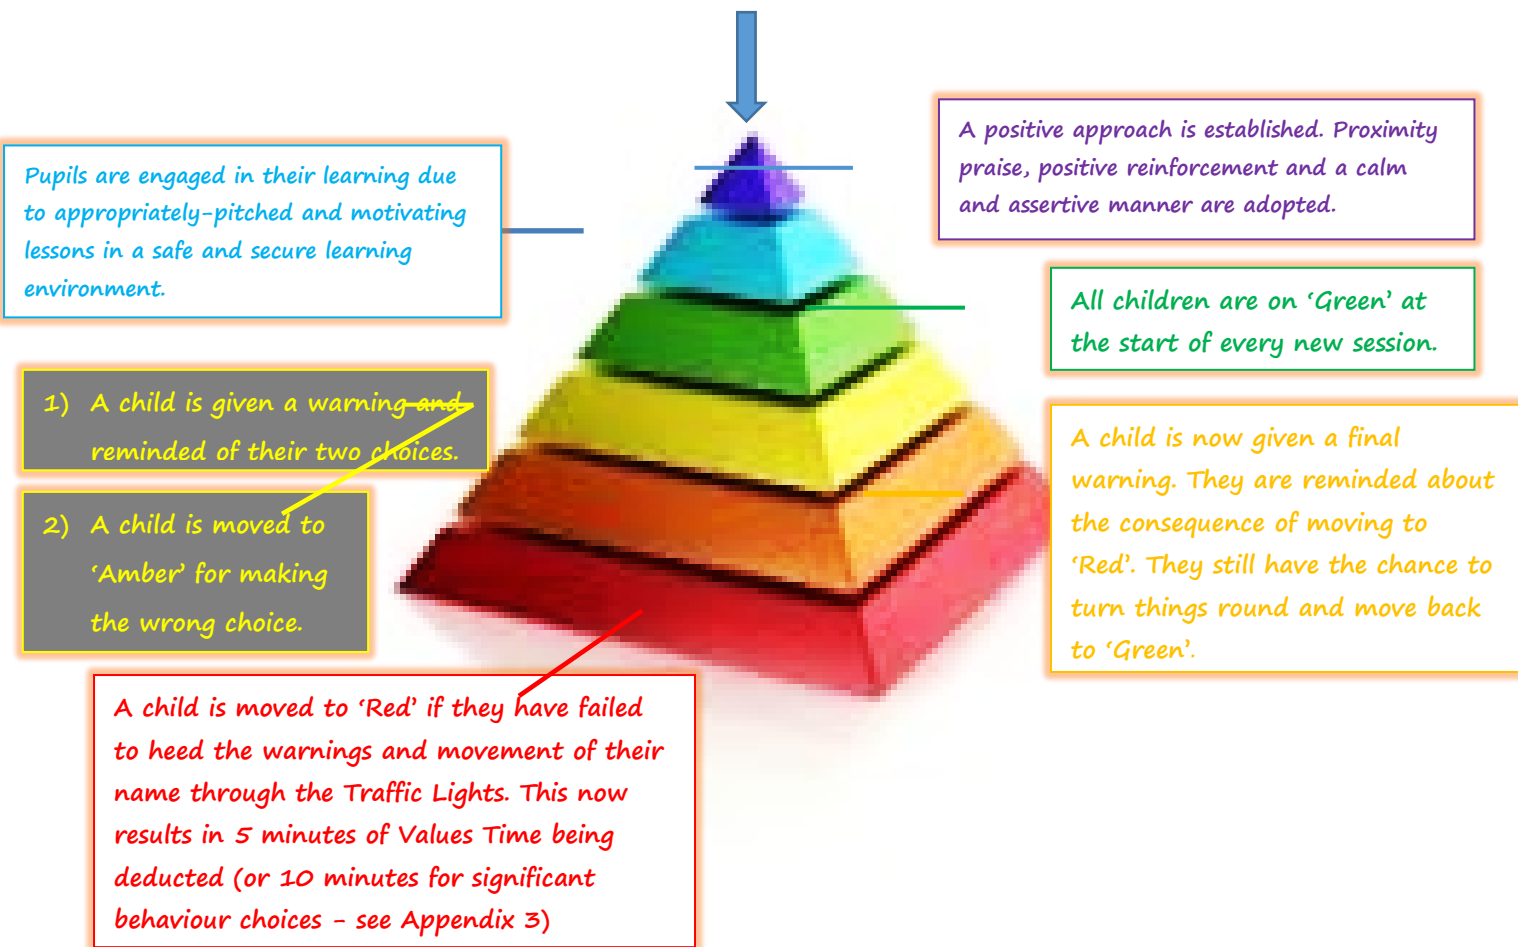 A positive approach is established. Proximity
praise, positive reinforcement and a calm
and assertive manner are adopted.
Pupils are engaged in their learning due
to appropriately-pitched and motivating
lessons in a safe and secure learning
environment.
All children are on ‘Green’ at
the start of every new session.
1) A child is given a warning and
reminded of their two choices.
2) A child is moved to
‘Amber’ for making
the wrong choice.
A child is now given a final
warning. They are reminded about
the consequence of moving to
‘Red’. They still have the chance to
turn things round and move back
to ‘Green’.
A child is moved to ‘Red’ if they have failed
to heed the warnings and movement of their
name through the Traffic Lights. This now
results in 5 minutes of Values Time being
deducted (or 10 minutes for significant
behaviour choices - see Appendix 3)